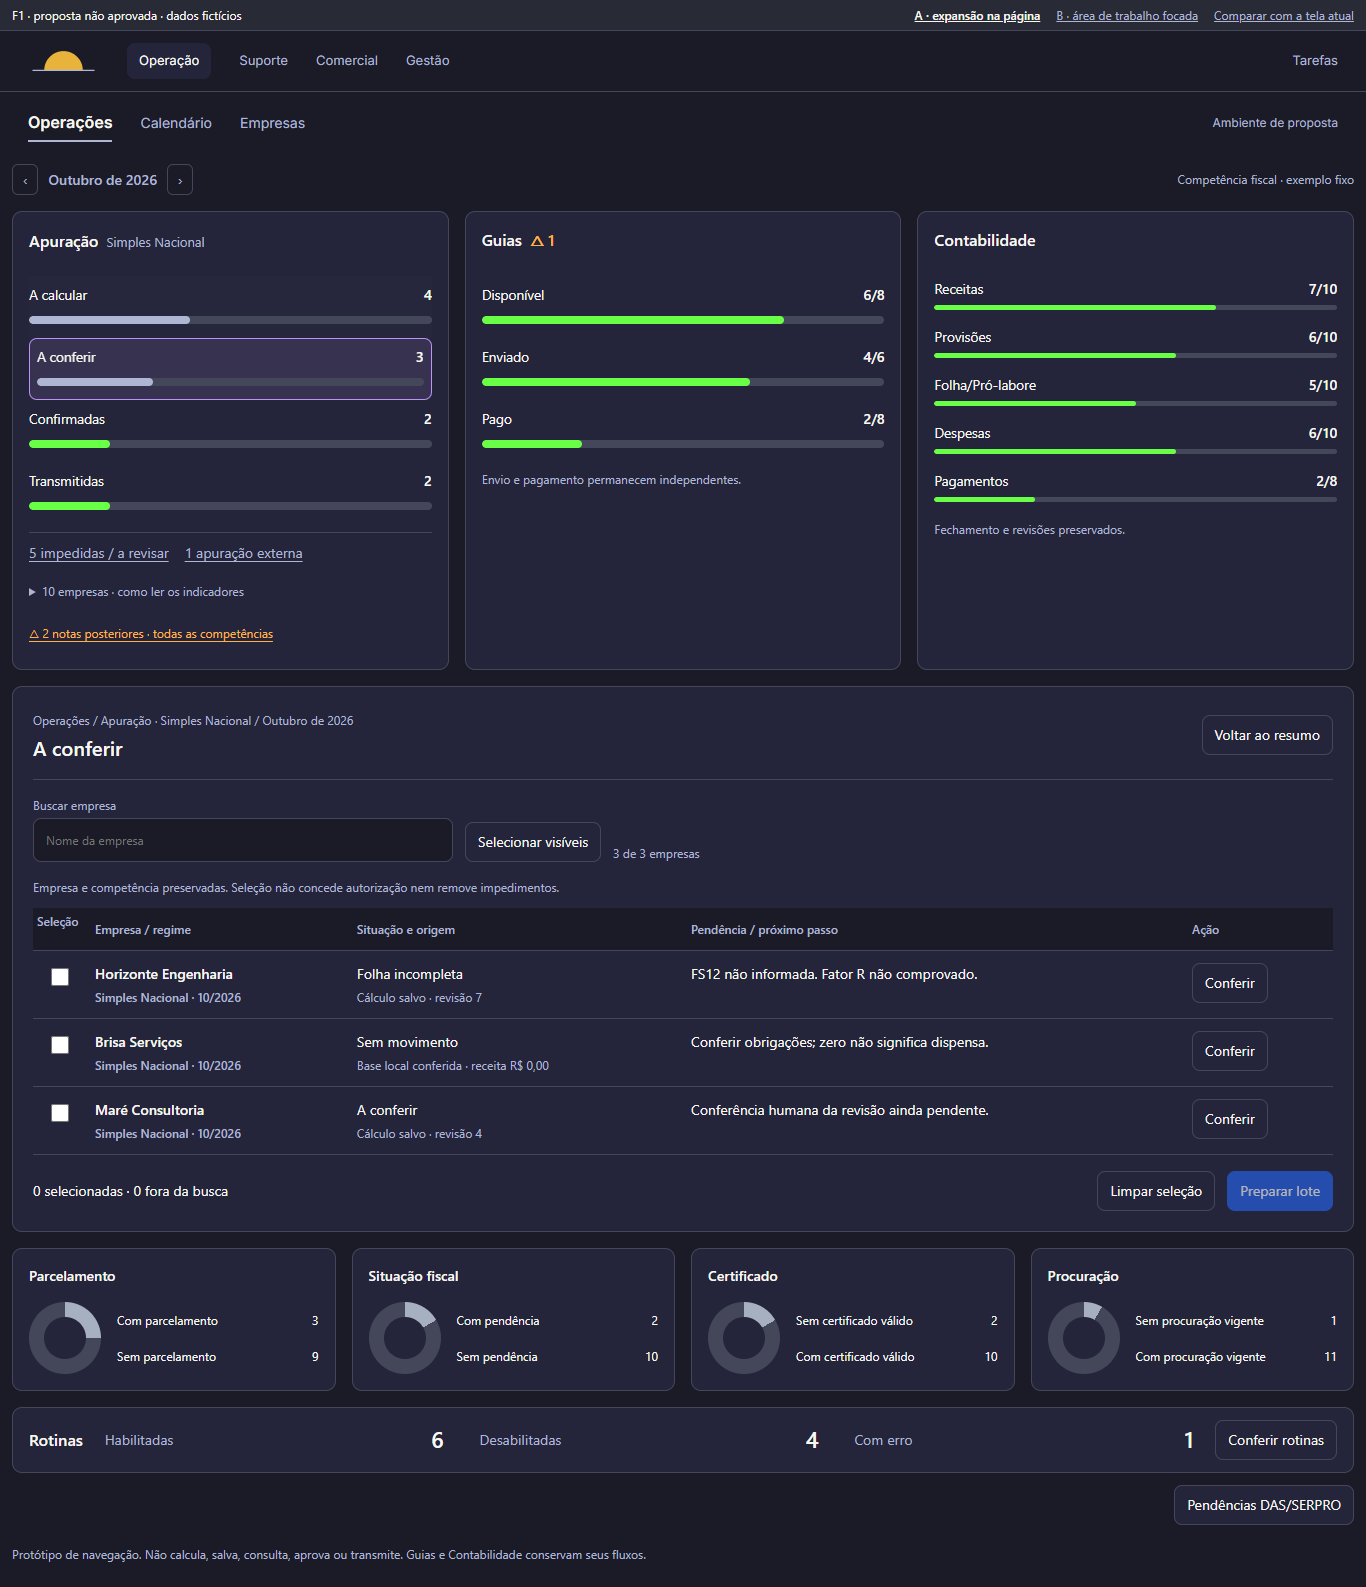 F1 · proposta não aprovada · dados fictícios
A · expansão na página
B · área de trabalho focada
Comparar com a tela atual
Operação
Suporte
Comercial
Gestão
Tarefas
Operações
Calendário
Empresas
Ambiente de proposta
‹ Outubro de 2026 ›
Competência fiscal · exemplo fixo
Apuração Simples Nacional
A calcular 4
A conferir 3
Confirmadas 2
Transmitidas 2
5 impedidas / a revisar 1 apuração externa
▶ 10 empresas · como ler os indicadores
△ 2 notas posteriores · todas as competências
Guias △ 1
Disponível 6/8
Enviado 4/6
Pago 2/8
Envio e pagamento permanecem independentes.
Contabilidade
Receitas 7/10
Provisões 6/10
Folha/Pró-labore 5/10
Despesas 6/10
Pagamentos 2/8
Fechamento e revisões preservados.
Operações / Apuração · Simples Nacional / Outubro de 2026
A conferir
Voltar ao resumo
Buscar empresa
Nome da empresa
Selecionar visíveis
3 de 3 empresas
Empresa e competência preservadas. Seleção não concede autorização nem remove impedimentos.
Seleção Empresa / regime Situação e origem Pendência / próximo passo Ação
Horizonte Engenharia Folha incompleta FS12 não informada. Fator R não comprovado. Conferir
Simples Nacional · 10/2026 Cálculo salvo · revisão 7
Brisa Serviços Sem movimento Conferir obrigações; zero não significa dispensa. Conferir
Simples Nacional · 10/2026 Base local conferida · receita R$ 0,00
Maré Consultoria A conferir Conferência humana da revisão ainda pendente. Conferir
Simples Nacional · 10/2026 Cálculo salvo · revisão 4
0 selecionadas · 0 fora da busca
Limpar seleção
Preparar lote
Parcelamento
Com parcelamento 3
Sem parcelamento 9
Situação fiscal
Com pendência 2
Sem pendência 10
Certificado
Sem certificado válido 2
Com certificado válido 10
Procuração
Sem procuração vigente 1
Com procuração vigente 11
Rotinas Habilitadas 6 Desabilitadas 4 Com erro 1 Conferir rotinas
Pendências DAS/SERPRO
Protótipo de navegação. Não calcula, salva, consulta, aprova ou transmite. Guias e Contabilidade conservam seus fluxos.